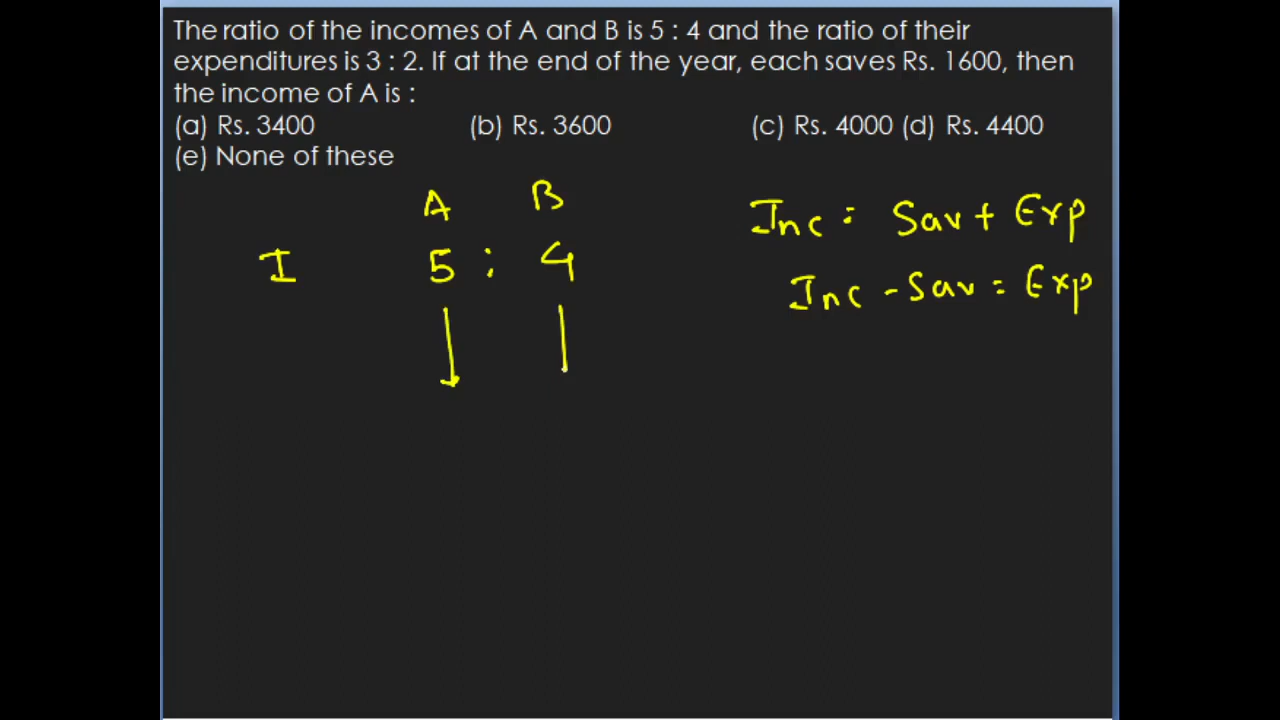 The ratio of the incomes of A and B is 5 : 4 and the ratio of their
expenditures is 3 : 2. If at the end of the year, each saves Rs. 1600, then
the income of A is :
(a) Rs. 3400 (b) Rs. 3600 (c) Rs. 4000 (d) Rs. 4400
(e) None of these
A B
I 5 : 4
Inc : Sav + Exp
Inc - Sav = Exp